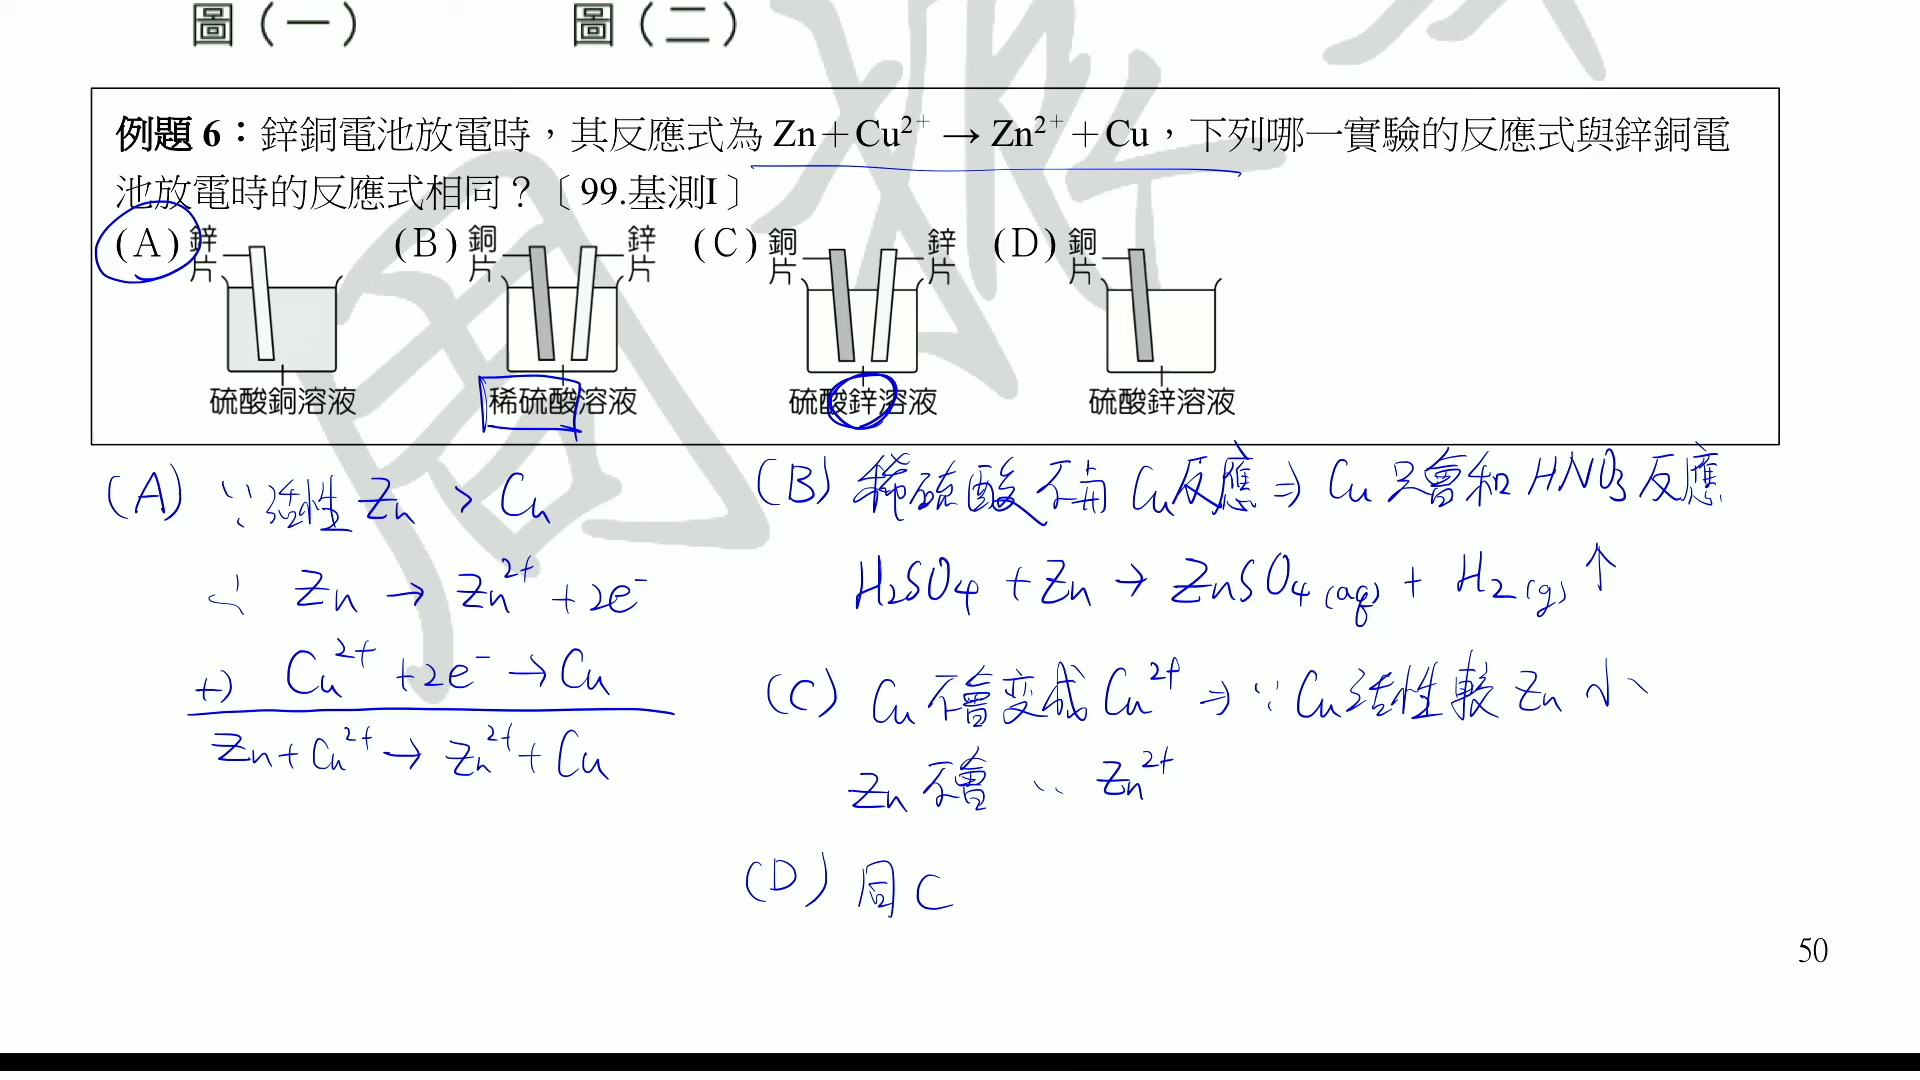 圖（一） 圖（二）
例題 6：鋅銅電池放電時，其反應式為 Zn＋Cu²⁺ → Zn²⁺＋Cu，下列哪一實驗的反應式與鋅銅電
池放電時的反應式相同？〔 99.基測I 〕
(A) 鋅片 (B) 銅片 鋅片 (C) 銅片 鋅片 (D) 銅片
硫酸銅溶液 稀硫酸溶液 硫酸鋅溶液 硫酸鋅溶液
(A) ∵活性 Zn > Cu
∴ Zn → Zn²⁺ + 2e⁻
+) Cu²⁺ + 2e⁻ → Cu
Zn + Cu²⁺ → Zn²⁺ + Cu
(B) 稀硫酸不與 Cu 反應 ⇒ Cu 只會和 HNO₃ 反應
H₂SO₄ + Zn → ZnSO₄(aq) + H₂(g) ↑
(C) Cu 不會变成 Cu²⁺ ⇒ ∵ Cu 活性較 Zn 小
Zn 不會 〃 Zn²⁺
(D) 同 C
50